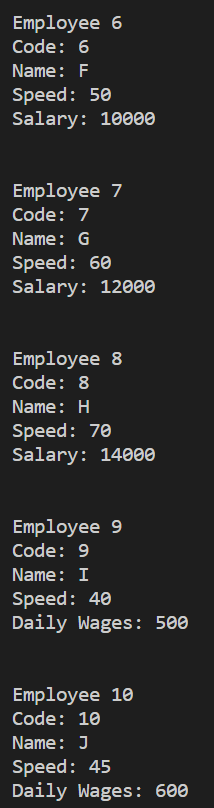 Employee 6
Code: 6
Name: F
Speed: 50
Salary: 10000
Employee 7
Code: 7
Name: G
Speed: 60
Salary: 12000
Employee 8
Code: 8
Name: H
Speed: 70
Salary: 14000
Employee 9
Code: 9
Name: I
Speed: 40
Daily Wages: 500
Employee 10
Code: 10
Name: J
Speed: 45
Daily Wages: 600